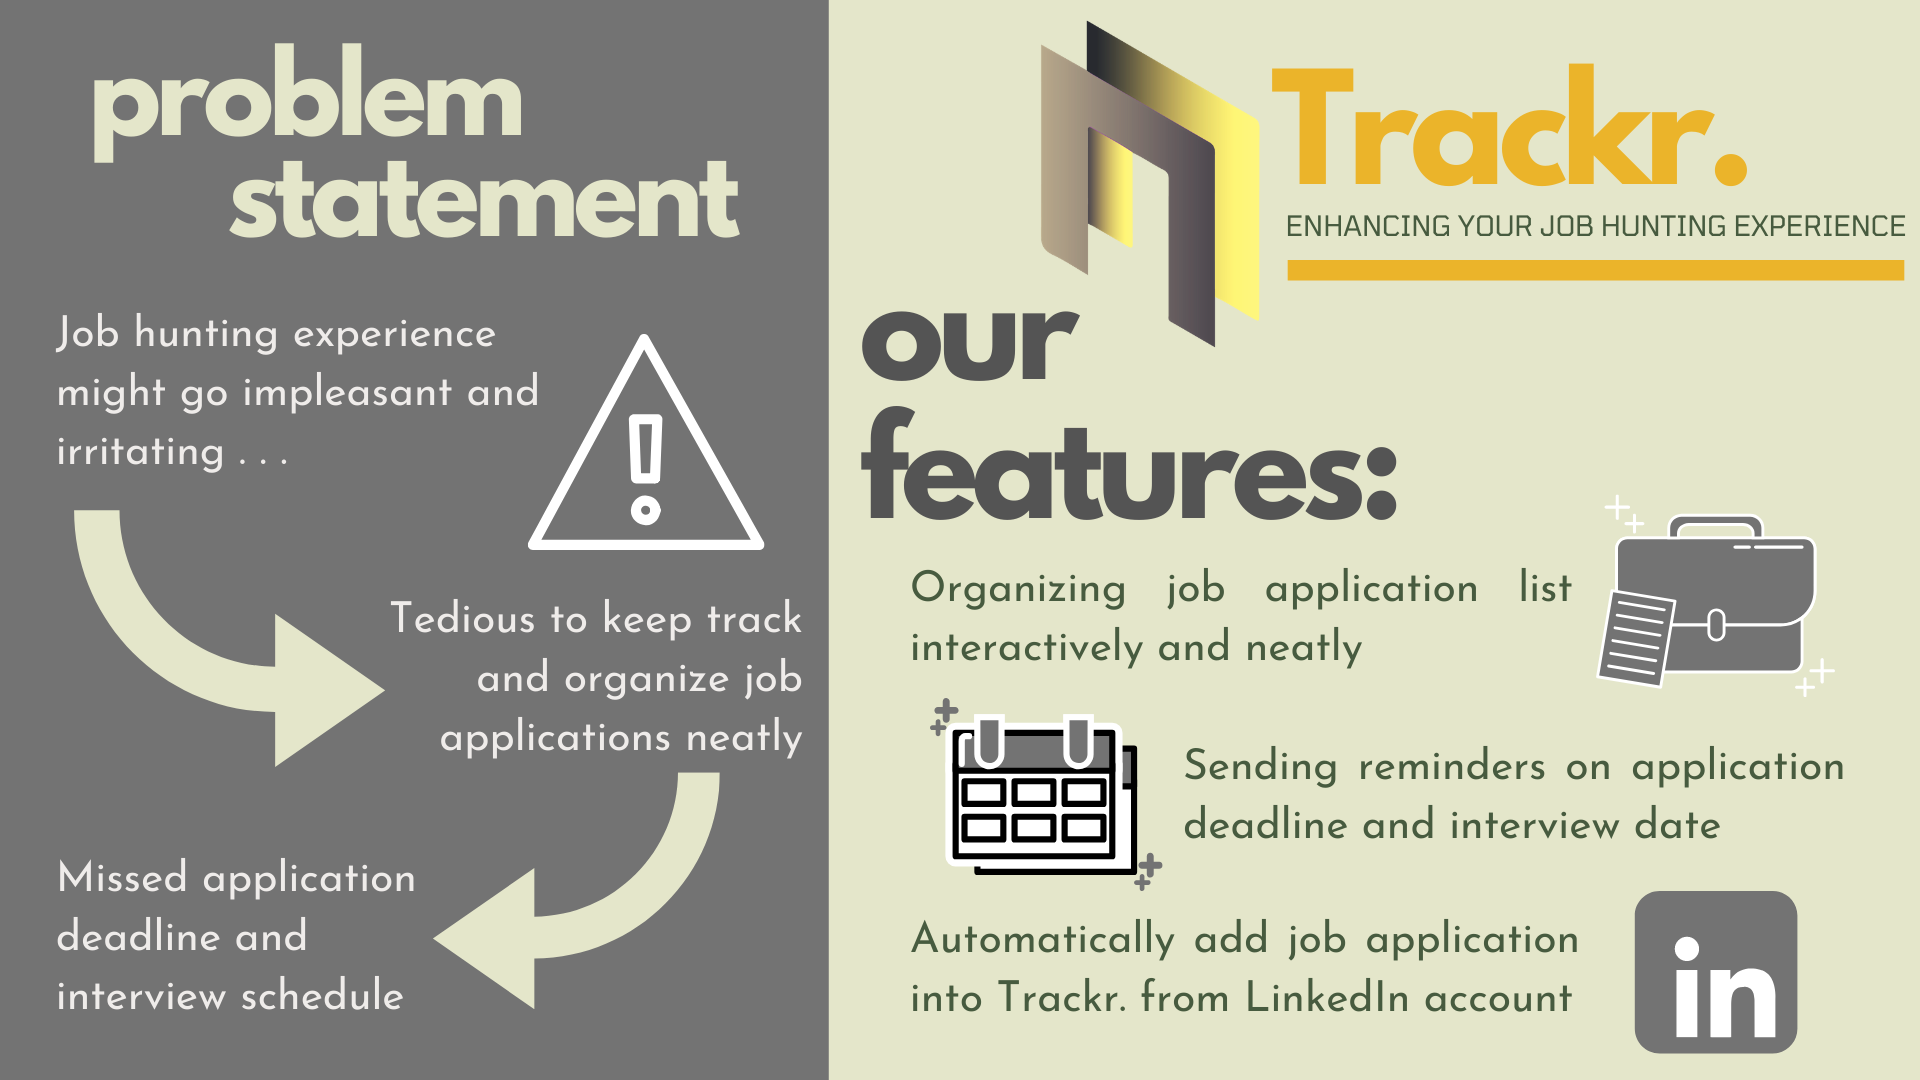 problem
statement
Job hunting experience
might go impleasant and
irritating . . .
Tedious to keep track
and organize job
applications neatly
Missed application
deadline and
interview schedule
Trackr.
ENHANCING YOUR JOB HUNTING EXPERIENCE
our
features:
Organizing job application list
interactively and neatly
Sending reminders on application
deadline and interview date
Automatically add job application
into Trackr. from LinkedIn account
in